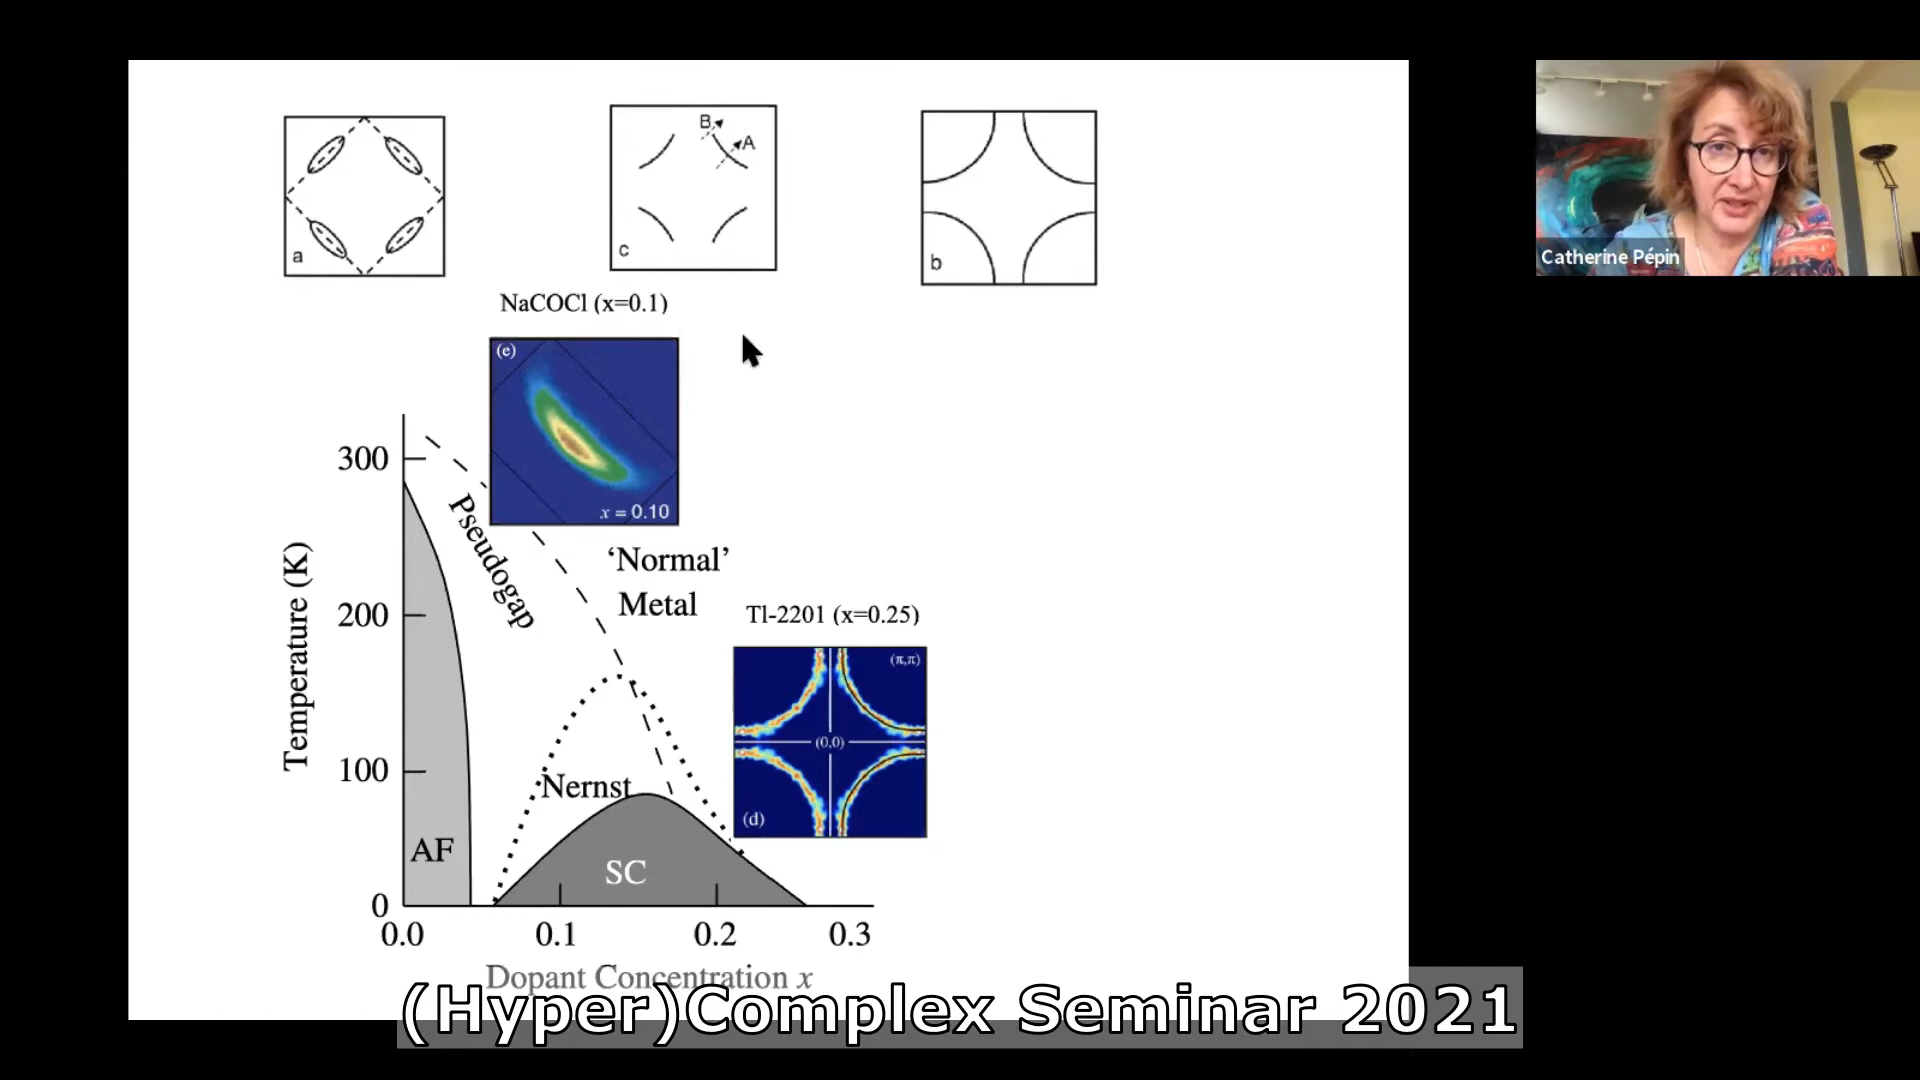 B
A
a
c
b
Catherine Pépin
NaCOCl (x=0.1)
(e)
x = 0.10
300
Pseudogap
‘Normal’
Metal
200
Tl-2201 (x=0.25)
(π,π)
(0,0)
(d)
Temperature (K)
100
Nernst
AF
SC
0
0.0
0.1
0.2
0.3
Dopant Concentration x
(Hyper)Complex Seminar 2021